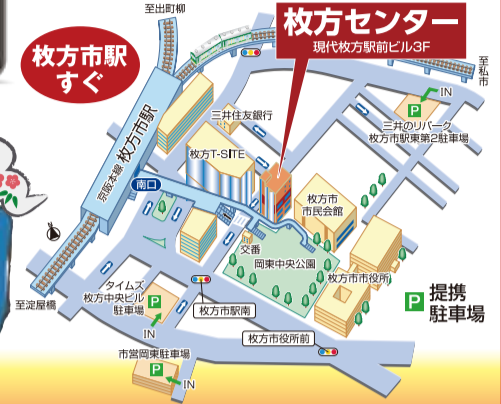 至出町柳
枚方市駅
すぐ
枚方センター
現代枚方駅前ビル3F
至私市
IN
P
三井のリパーク
枚方市駅東第2駐車場
三井住友銀行
枚方T-SITE
京阪本線 枚方市駅
南口
枚方市
市民会館
交番
岡東中央公園
枚方市市役所
P 提携
駐車場
至淀屋橋
タイムズ
枚方中央ビル
駐車場
P
IN
枚方市駅南
枚方市役所前
市営岡東駐車場
P
IN